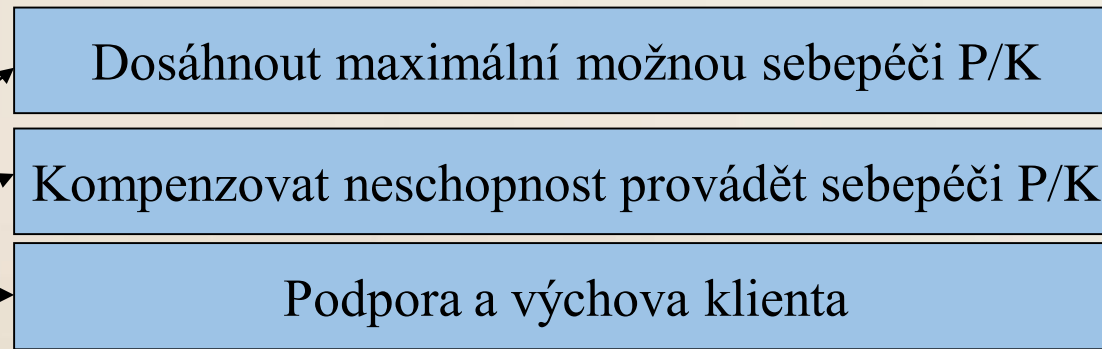 Dosáhnout maximální možnou sebepéči P/K
Kompenzovat neschopnost provádět sebepéči P/K
Podpora a výchova klienta